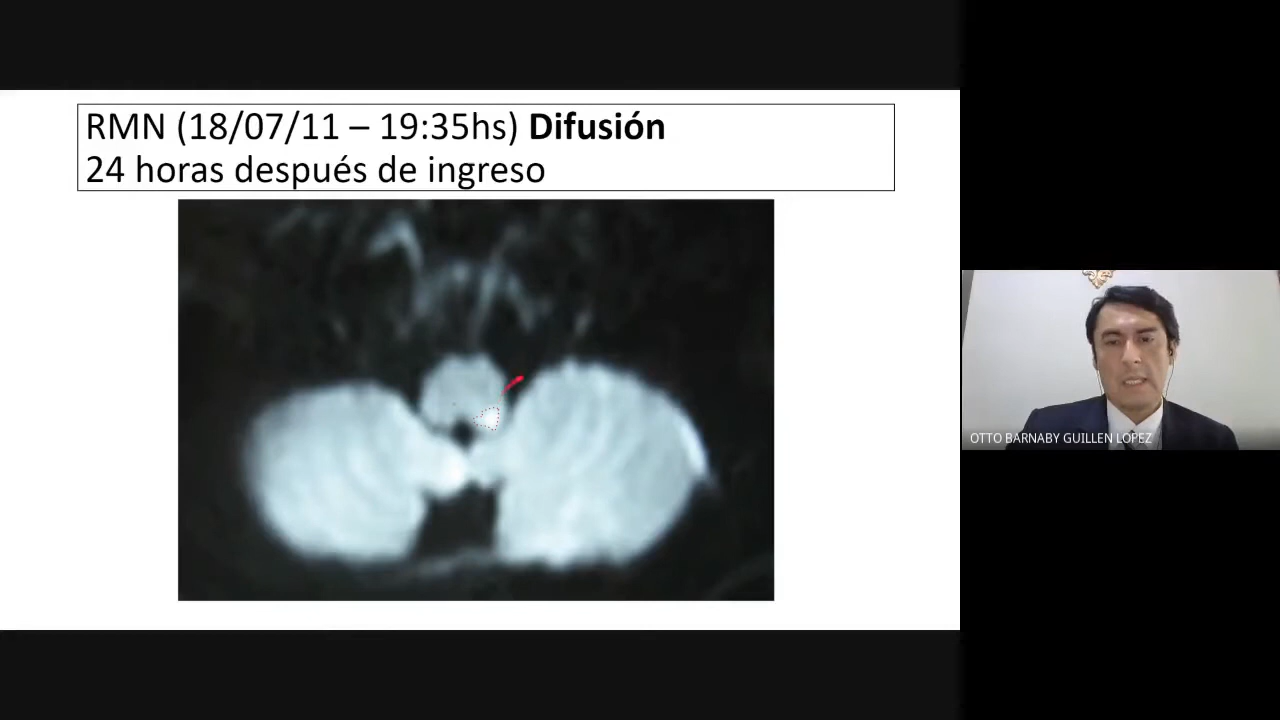 RMN (18/07/11 – 19:35hs) Difusión
24 horas después de ingreso
OTTO BARNABY GUILLEN LOPEZ